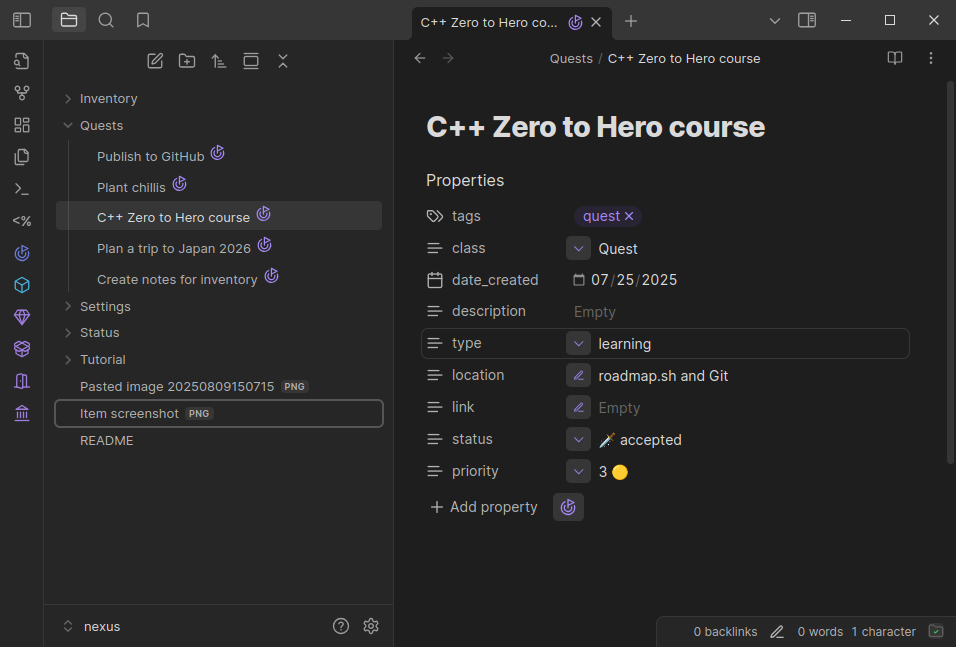 C++ Zero to Hero co...
Quests / C++ Zero to Hero course
Inventory
Quests
Publish to GitHub
Plant chillis
C++ Zero to Hero course
Plan a trip to Japan 2026
Create notes for inventory
Settings
Status
Tutorial
Pasted image 20250809150715 PNG
Item screenshot PNG
README
nexus
C++ Zero to Hero course
Properties
tags quest
class Quest
date_created 07/25/2025
description Empty
type learning
location roadmap.sh and Git
link Empty
status accepted
priority 3
Add property
0 backlinks 0 words 1 character